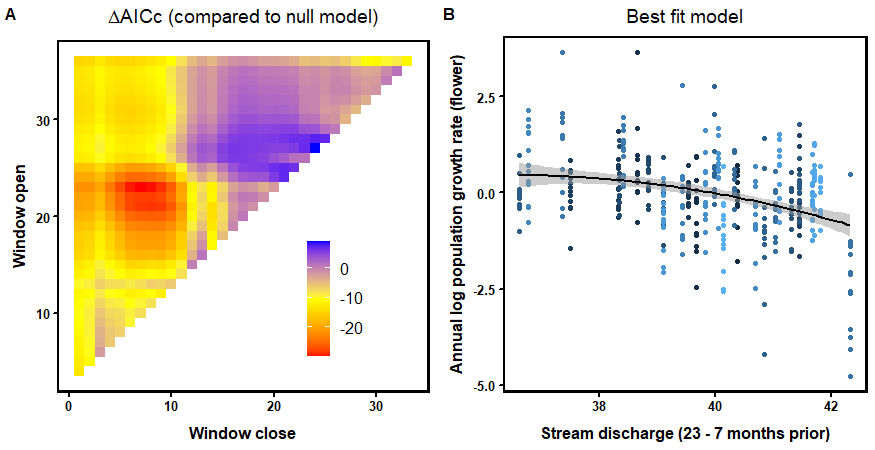 A
ΔAICc (compared to null model)
Window open
30
20
10
0
-10
-20
0
10
20
30
Window close
B
Best fit model
Annual log population growth rate (flower)
2.5
0.0
-2.5
-5.0
38
40
42
Stream discharge (23 - 7 months prior)